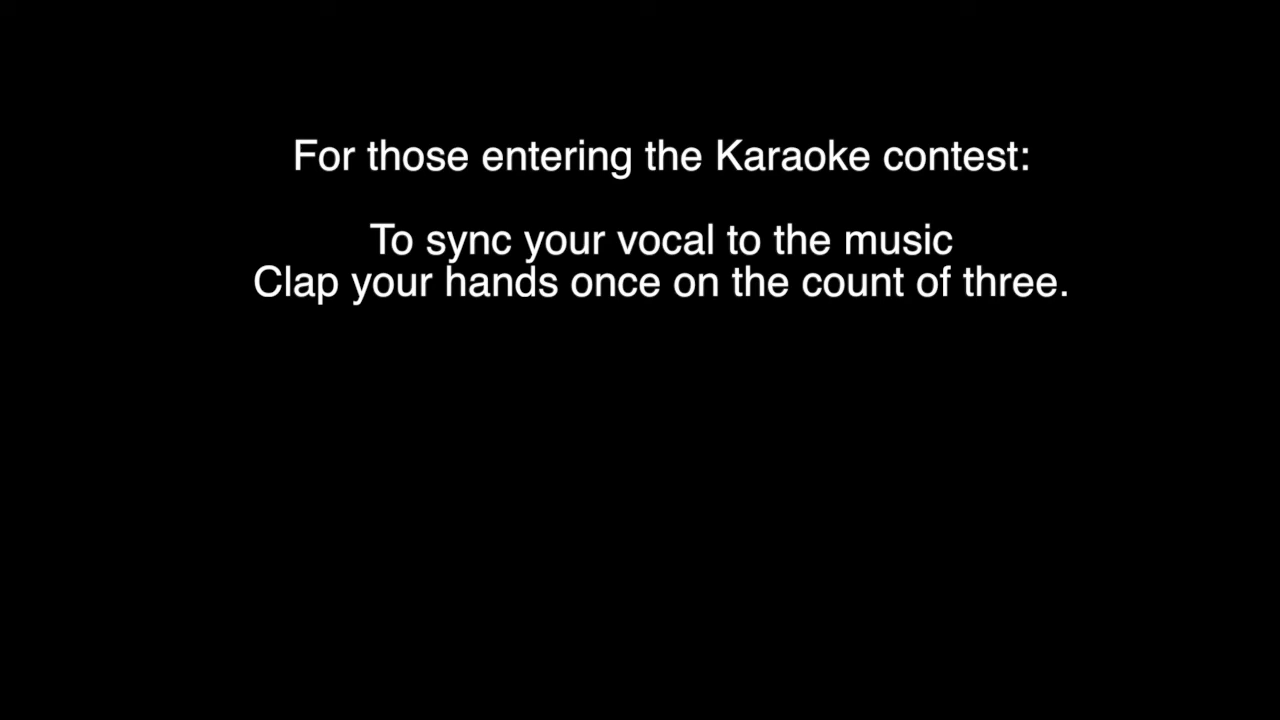 For those entering the Karaoke contest:
To sync your vocal to the music
Clap your hands once on the count of three.